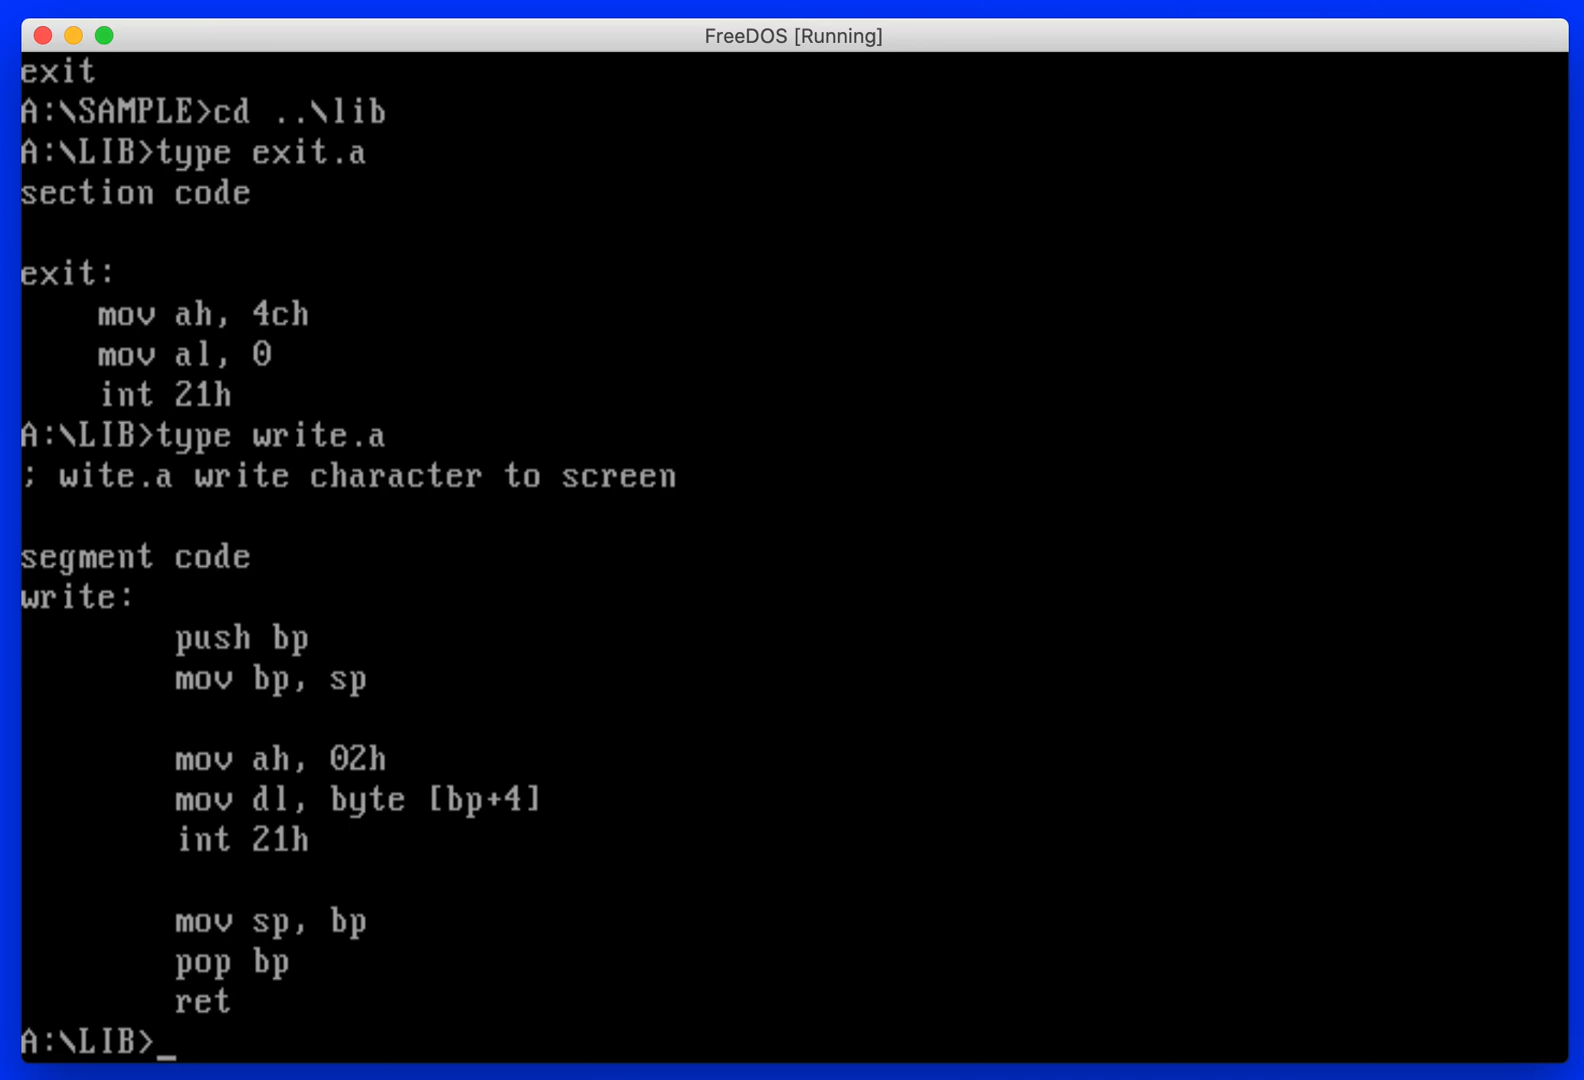 FreeDOS [Running]
exit
A:\SAMPLE>cd ..\lib
A:\LIB>type exit.a
section code
exit:
mov ah, 4ch
mov al, 0
int 21h
A:\LIB>type write.a
; wite.a write character to screen
segment code
write:
push bp
mov bp, sp
mov ah, 02h
mov dl, byte [bp+4]
int 21h
mov sp, bp
pop bp
ret
A:\LIB>_